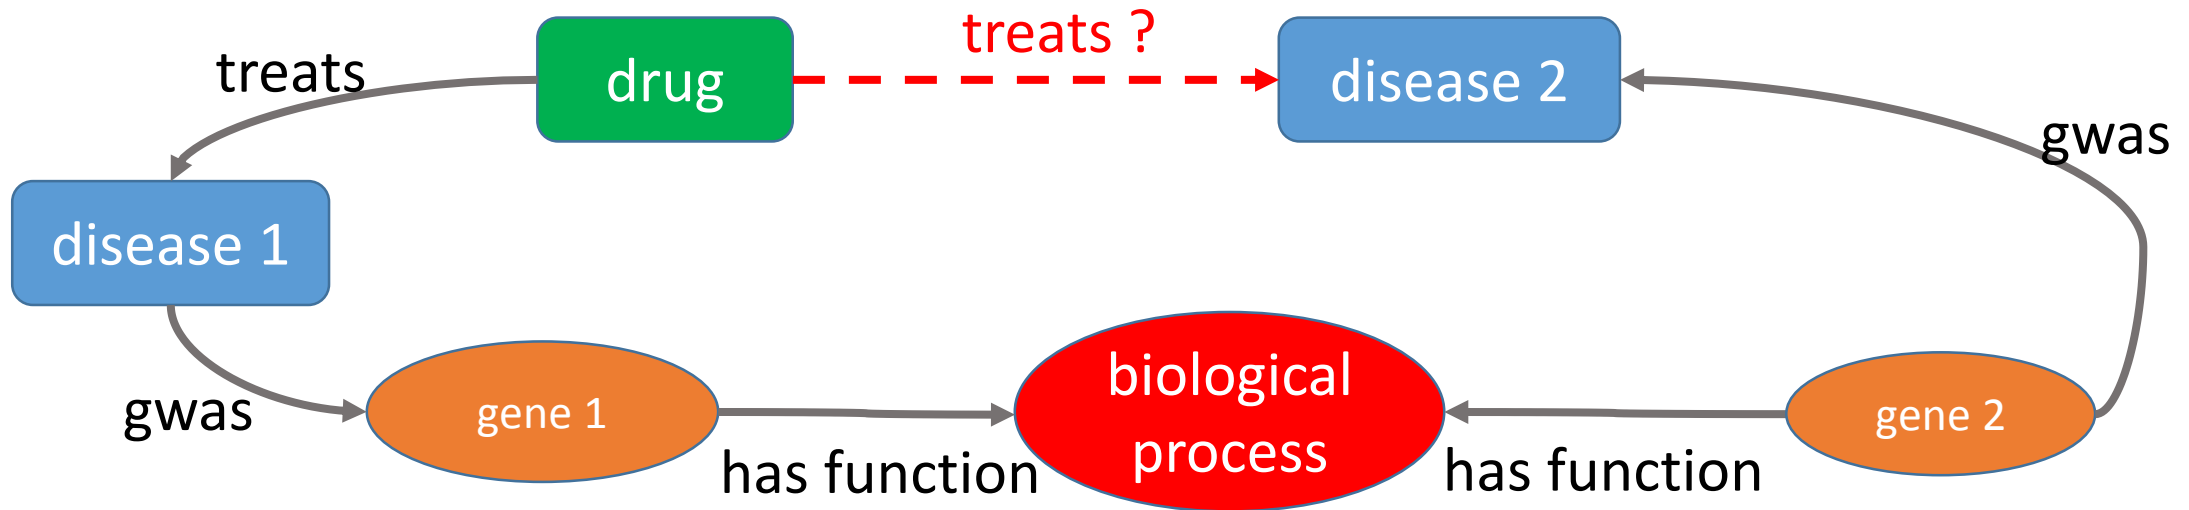 treats ?
treats
drug
disease 2
gwas
disease 1
gwas
gene 1
biological
process
gene 2
has function
has function